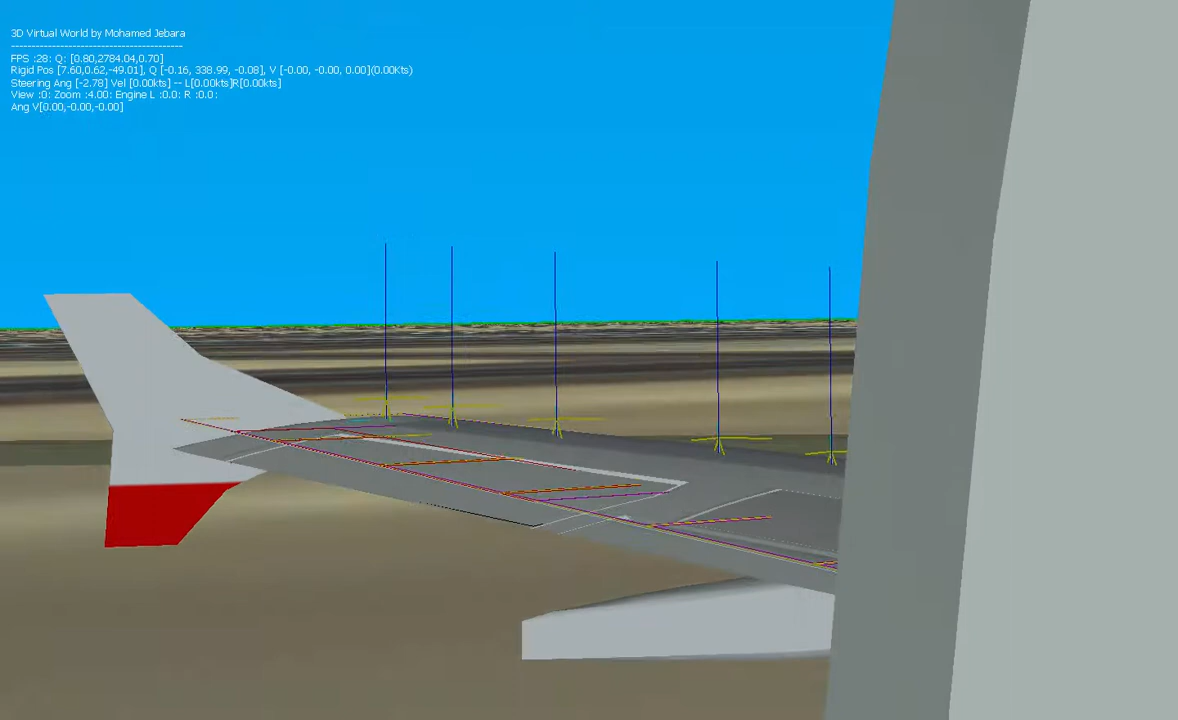 3D Virtual World by Mohamed Jebara
------------------------------------------
FPS :28: Q: [0.80,2784.04,0.70]
Rigid Pos [7.60,0.62,-49.01], Q [-0.16, 338.99, -0.08], V [-0.00, -0.00, 0.00](0.00Kts)
Steering Ang [-2.78] Vel [0.00kts] -- L[0.00kts]R[0.00kts]
View :0: Zoom :4.00: Engine L :0.0: R :0.0:
Ang V[0.00,-0.00,-0.00]